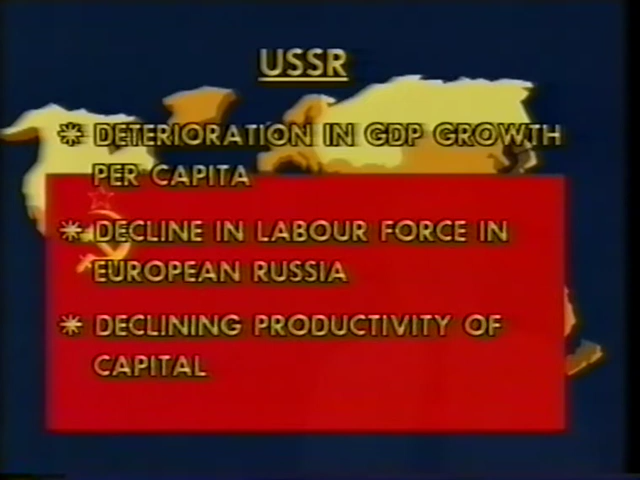 USSR
* DETERIORATION IN GDP GROWTH
PER CAPITA
* DECLINE IN LABOUR FORCE IN
EUROPEAN RUSSIA
* DECLINING PRODUCTIVITY OF
CAPITAL